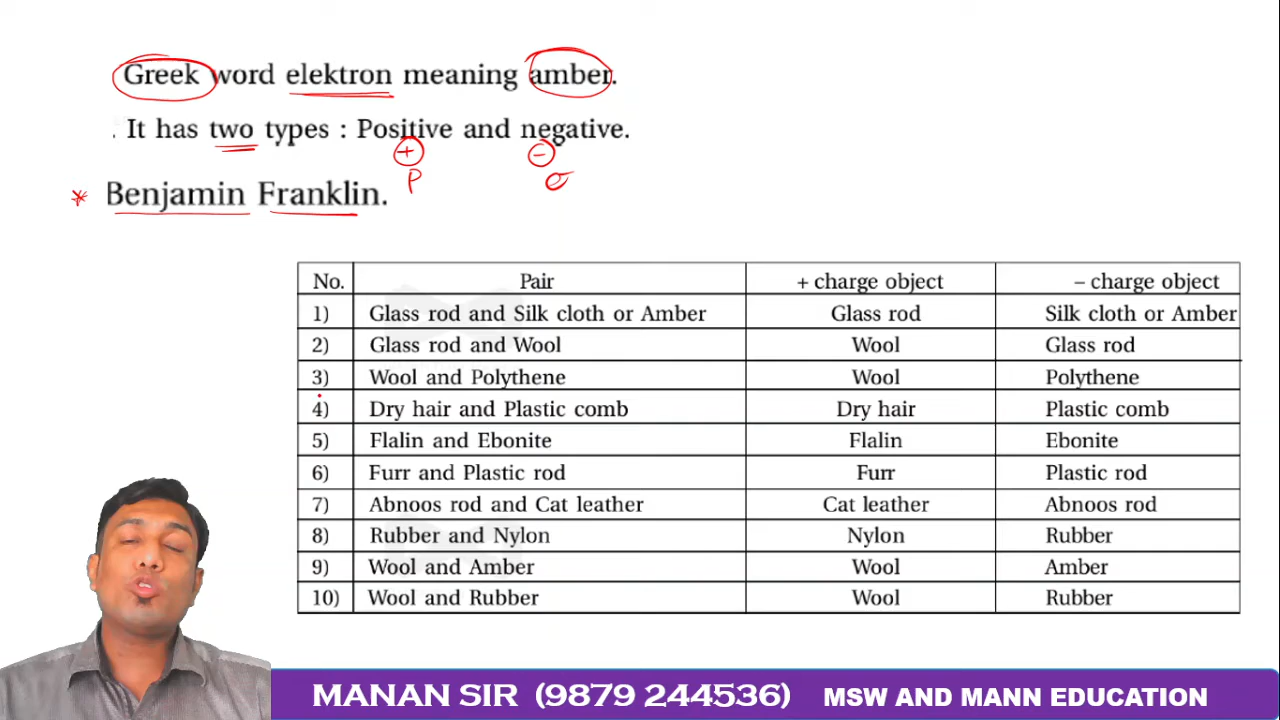 Greek word elektron meaning amber.
. It has two types : Positive and negative.
+ −
P e
* Benjamin Franklin.
No. Pair + charge object – charge object
1) Glass rod and Silk cloth or Amber Glass rod Silk cloth or Amber
2) Glass rod and Wool Wool Glass rod
3) Wool and Polythene Wool Polythene
4) Dry hair and Plastic comb Dry hair Plastic comb
5) Flalin and Ebonite Flalin Ebonite
6) Furr and Plastic rod Furr Plastic rod
7) Abnoos rod and Cat leather Cat leather Abnoos rod
8) Rubber and Nylon Nylon Rubber
9) Wool and Amber Wool Amber
10) Wool and Rubber Wool Rubber
MANAN SIR (9879 244536) MSW AND MANN EDUCATION